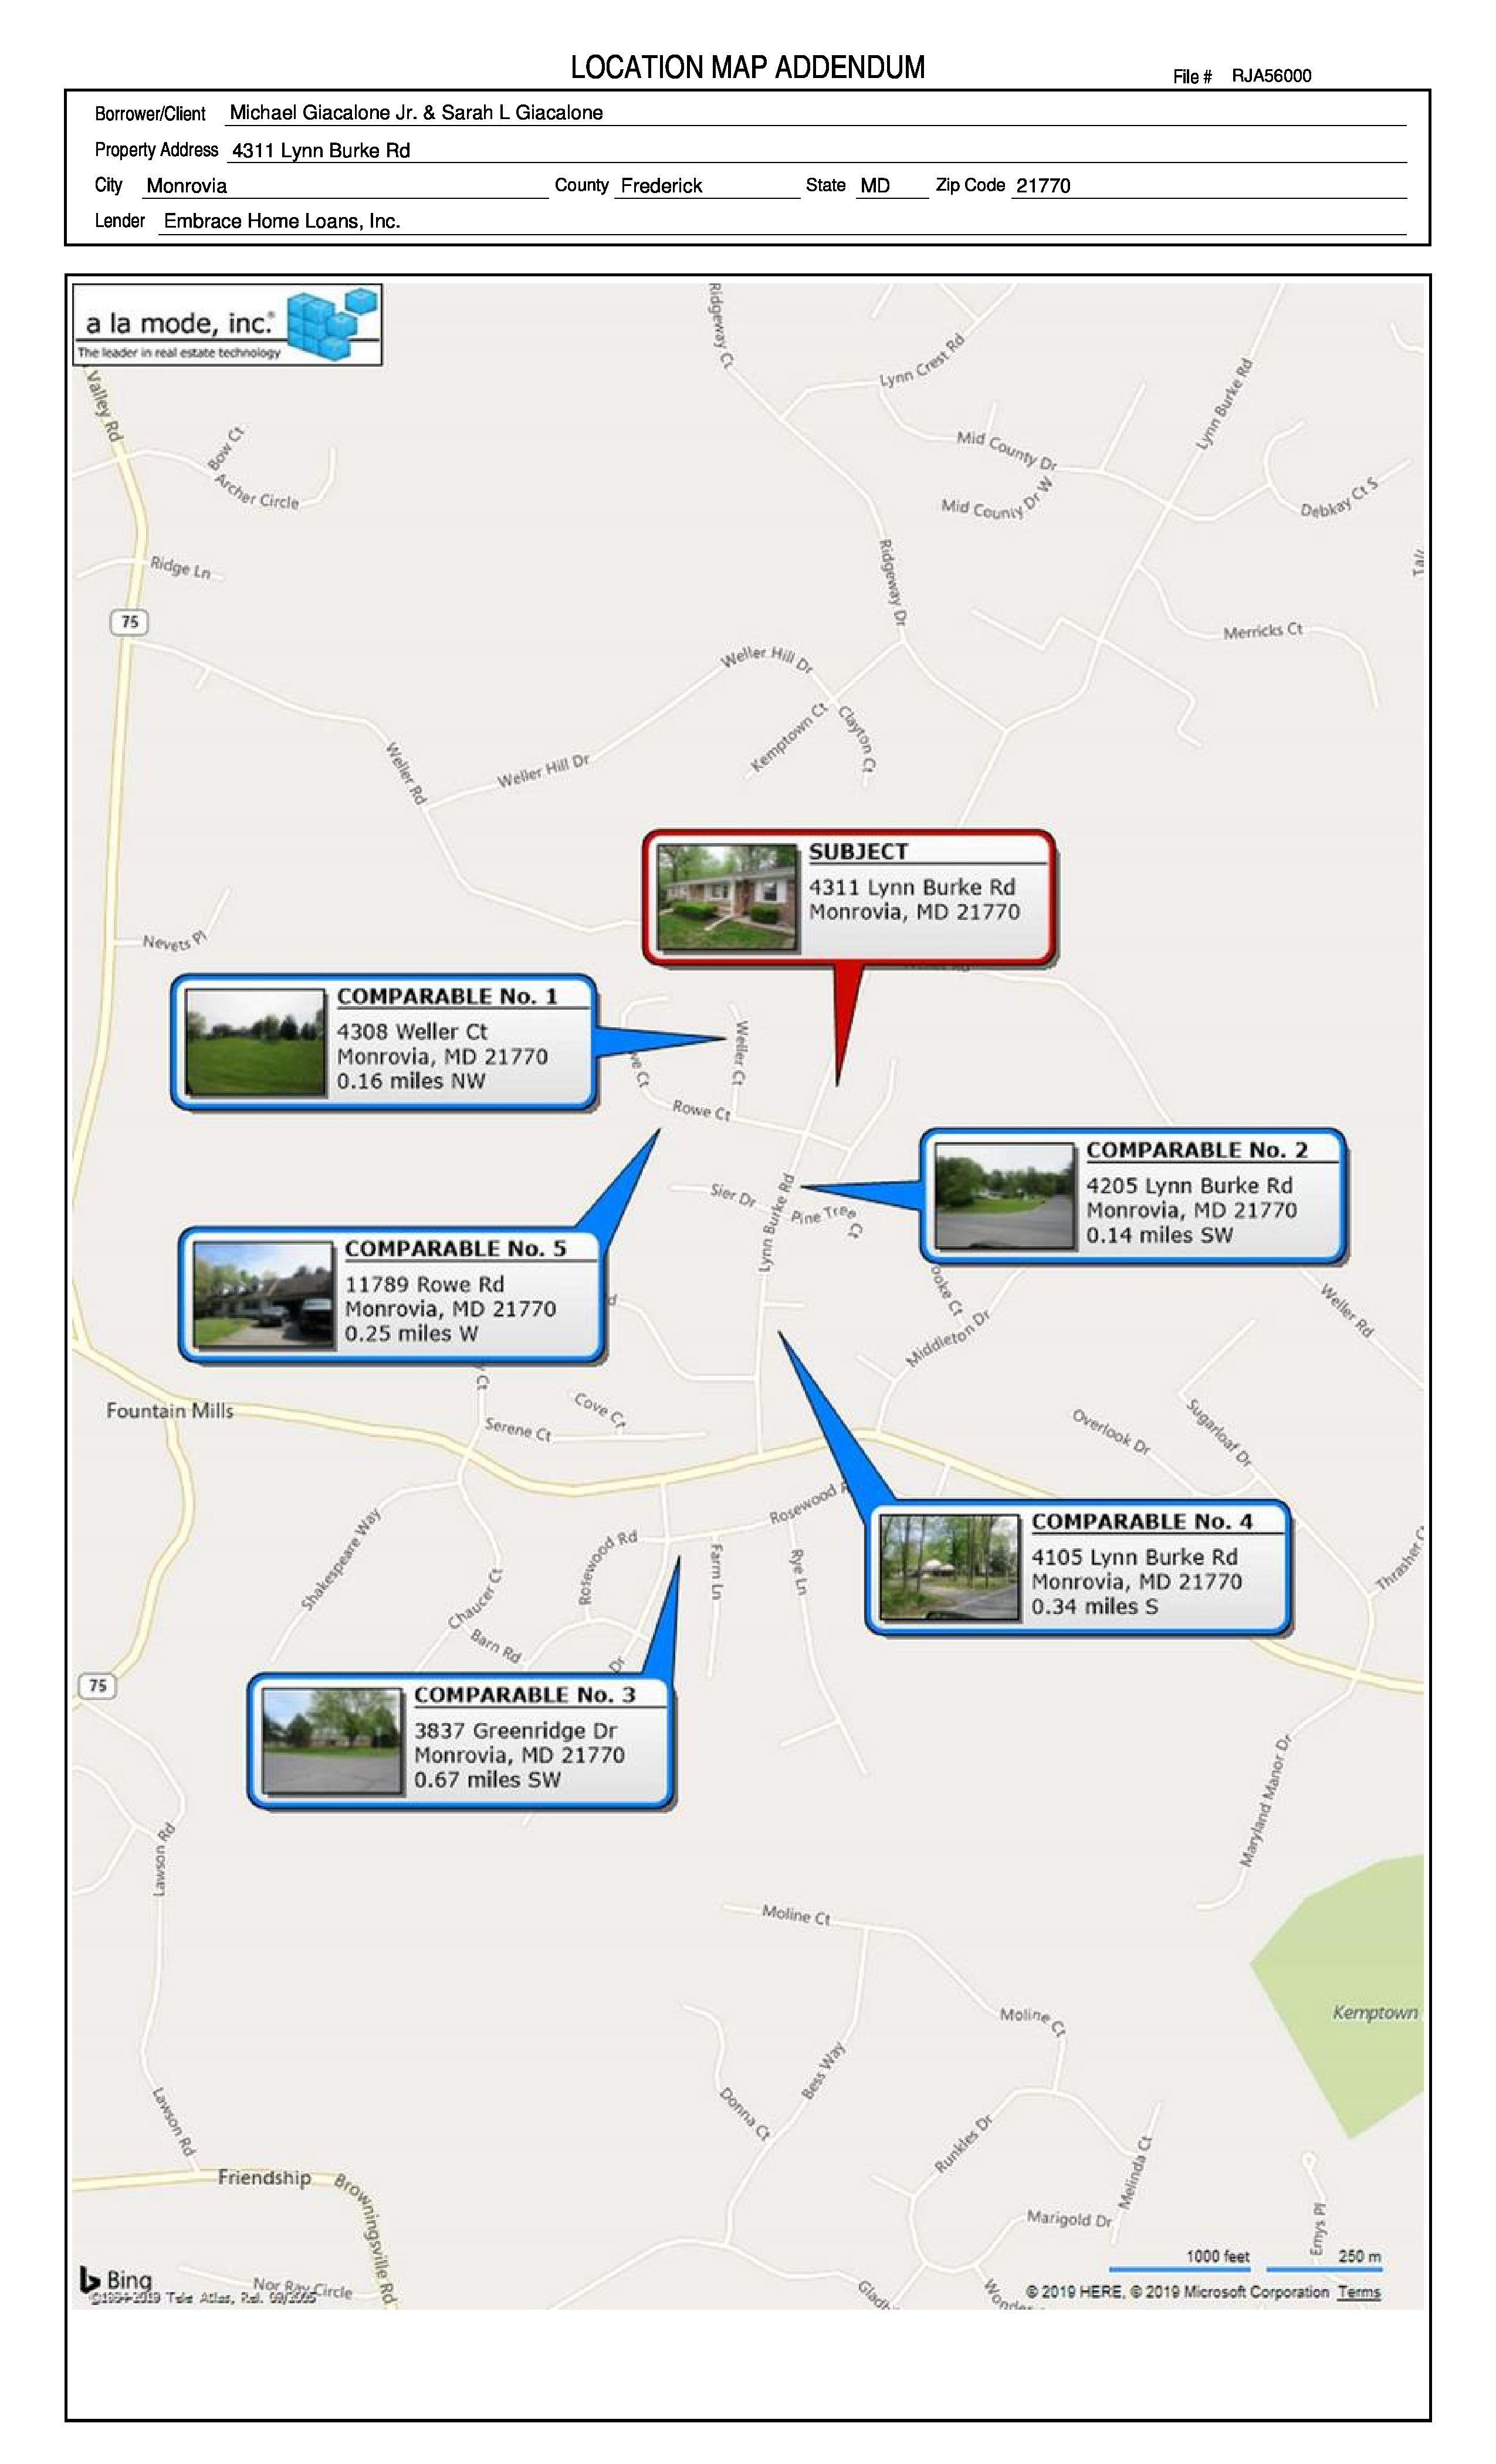 LOCATION MAP ADDENDUM
File # RJA56000
Borrower/Client Michael Giacalone Jr. & Sarah L Giacalone
Property Address 4311 Lynn Burke Rd
City Monrovia County Frederick State MD Zip Code 21770
Lender Embrace Home Loans, Inc.
a la mode, inc.®
The leader in real estate technology
Valley Rd
Bow Ct
Archer Circle
Ridgeway Ct
Lynn Crest Rd
Lynn Burke Rd
Mid County Dr
Mid County Dr W
Debkay Ct S
Ridge Ln
Ridgeway Dr
75
Merricks Ct
Weller Hill Dr
Kemptown Ct
Clayton Ct
Weller Rd
Weller Hill Dr
SUBJECT
4311 Lynn Burke Rd
Monrovia, MD 21770
Nevets Pl
COMPARABLE No. 1
4308 Weller Ct
Monrovia, MD 21770
0.16 miles NW
Weller Ct
ve Ct
Rowe Ct
COMPARABLE No. 2
4205 Lynn Burke Rd
Monrovia, MD 21770
0.14 miles SW
Sier Dr
Lynn Burke Rd
Pine Tree Ct
COMPARABLE No. 5
11789 Rowe Rd
Monrovia, MD 21770
0.25 miles W
d
ooke Ct
Middleton Dr
Weller Rd
y Ct
Cove Ct
Serene Ct
Fountain Mills
Overlook Dr
Sugarloaf Dr
Rosewood R
COMPARABLE No. 4
4105 Lynn Burke Rd
Monrovia, MD 21770
0.34 miles S
Shakespeare Way
Chaucer Ct
Rosewood Rd
Farm Ln
Rye Ln
Thrasher C
Barn Rd
Dr
75
COMPARABLE No. 3
3837 Greenridge Dr
Monrovia, MD 21770
0.67 miles SW
Maryland Manor Dr
Lawson Rd
Moline Ct
Moline Ct
Kemptown
Bess Way
Donna Ct
Lawson Rd
Runkles Dr
Melinda Ct
Friendship
Browningsville Rd
Marigold Dr
Emys Pl
1000 feet 250 m
Bing
Nor Ray Circle
©1994-2019 Tele Atlas, Rel. 09/2005
Gladh
Wonder
© 2019 HERE, © 2019 Microsoft Corporation Terms